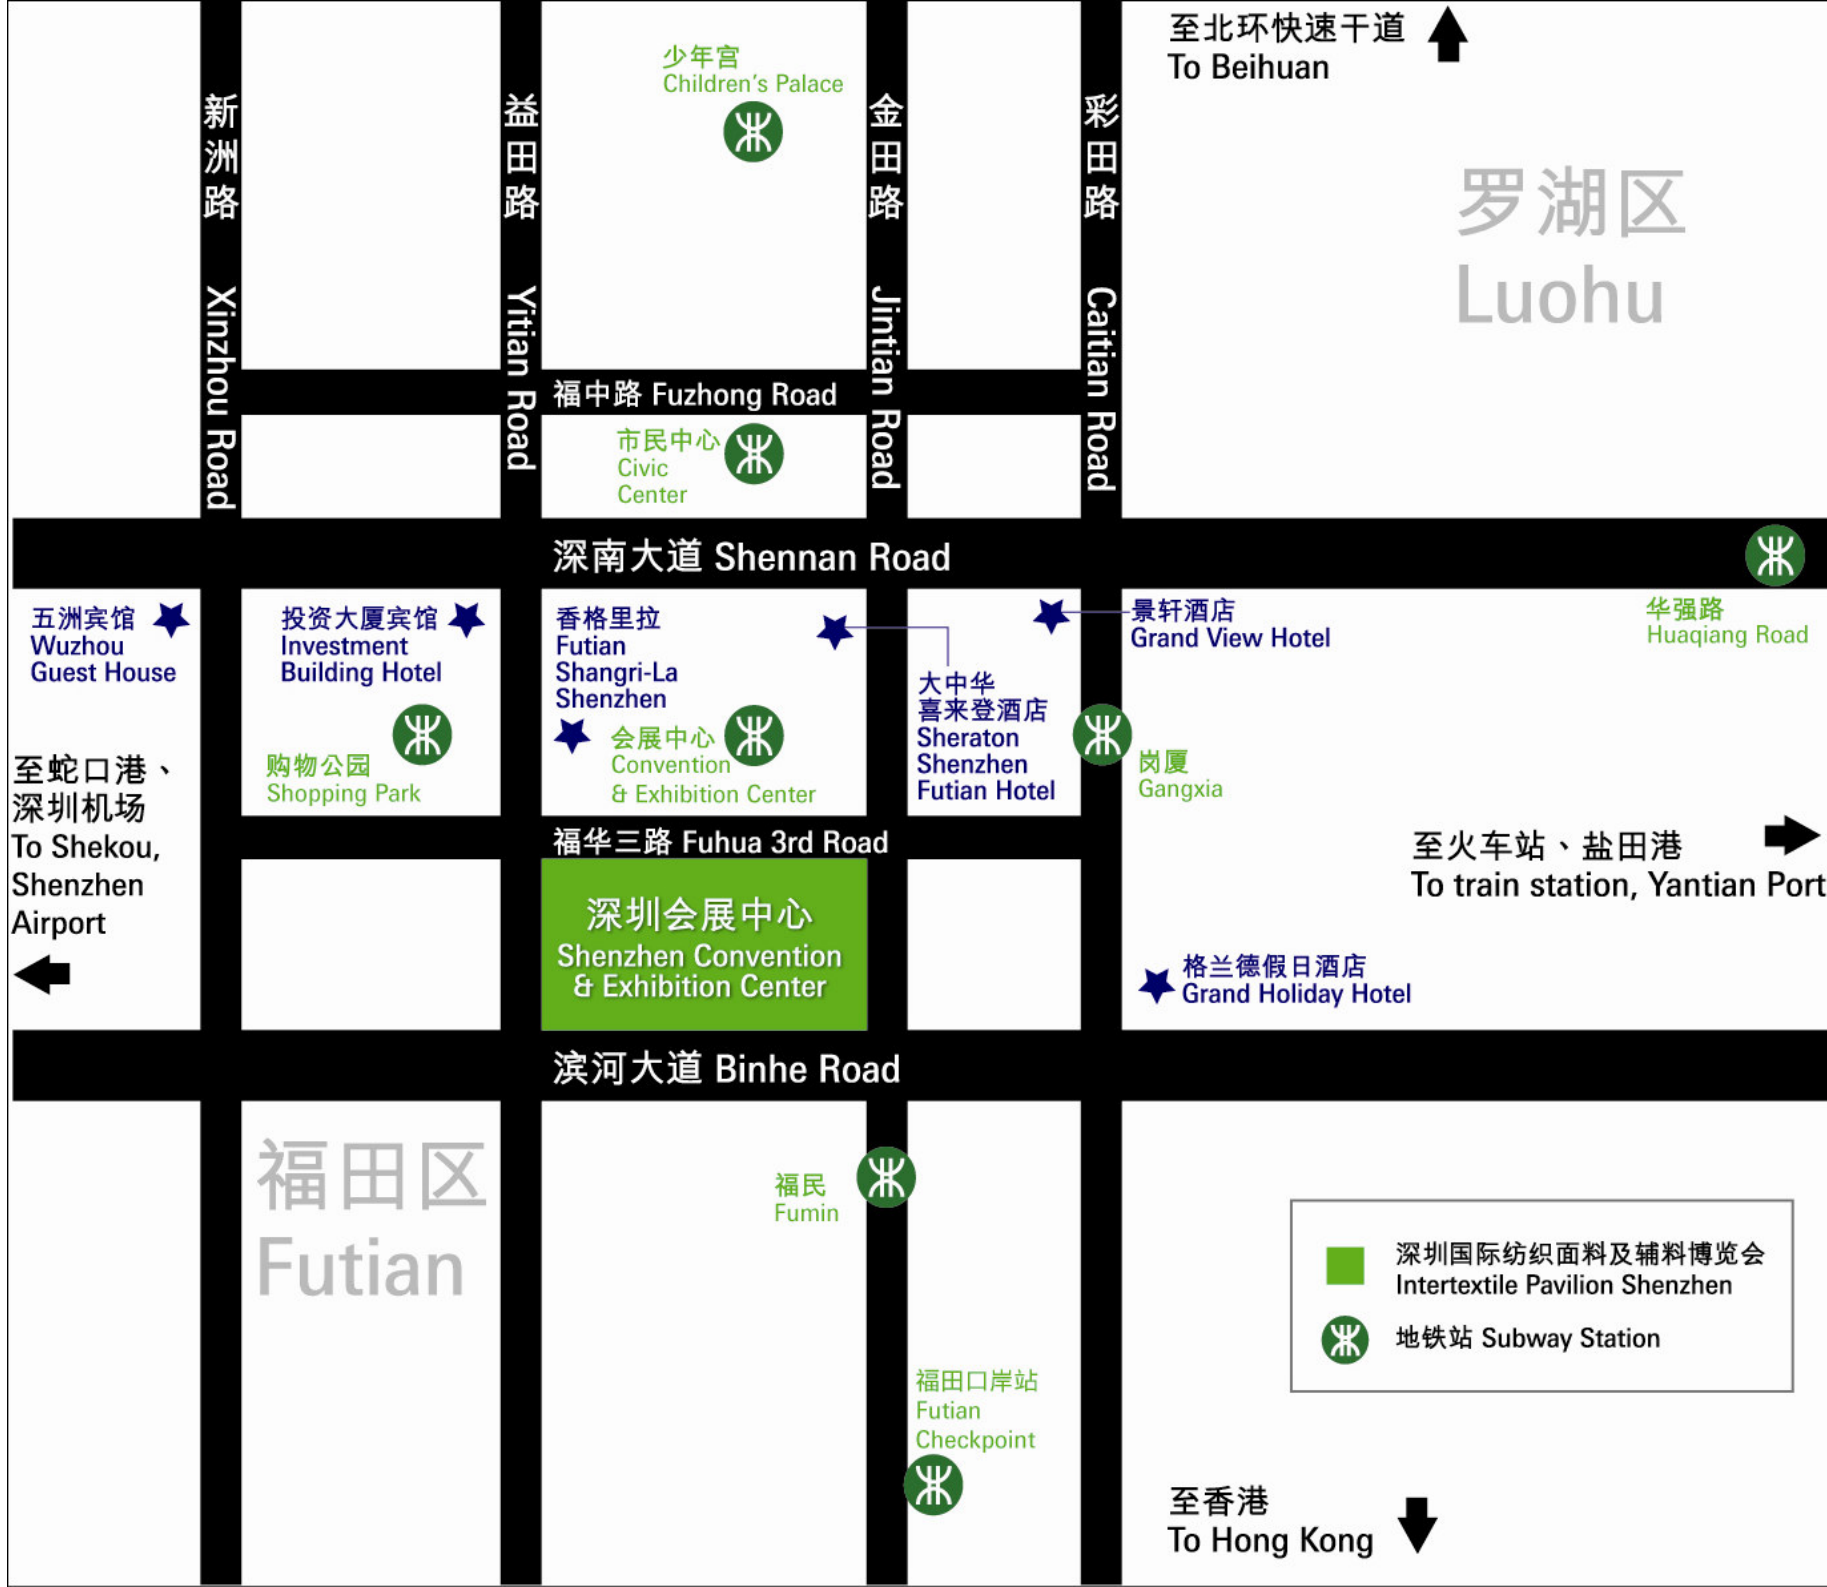 至北环快速干道
To Beihuan
少年宫
Children's Palace
新洲路 Xinzhou Road
益田路 Yitian Road
金田路 Jintian Road
彩田路 Caitian Road
罗湖区
Luohu
福中路 Fuzhong Road
市民中心
Civic
Center
深南大道 Shennan Road
五洲宾馆
Wuzhou
Guest House
投资大厦宾馆
Investment
Building Hotel
香格里拉
Futian
Shangri-La
Shenzhen
景轩酒店
Grand View Hotel
华强路
Huaqiang Road
大中华
喜来登酒店
Sheraton
Shenzhen
Futian Hotel
购物公园
Shopping Park
会展中心
Convention
& Exhibition Center
岗厦
Gangxia
至蛇口港、
深圳机场
To Shekou,
Shenzhen
Airport
福华三路 Fuhua 3rd Road
至火车站、盐田港
To train station, Yantian Port
深圳会展中心
Shenzhen Convention
& Exhibition Center
格兰德假日酒店
Grand Holiday Hotel
滨河大道 Binhe Road
福田区
Futian
福民
Fumin
深圳国际纺织面料及辅料博览会
Intertextile Pavilion Shenzhen
地铁站 Subway Station
福田口岸站
Futian
Checkpoint
至香港
To Hong Kong